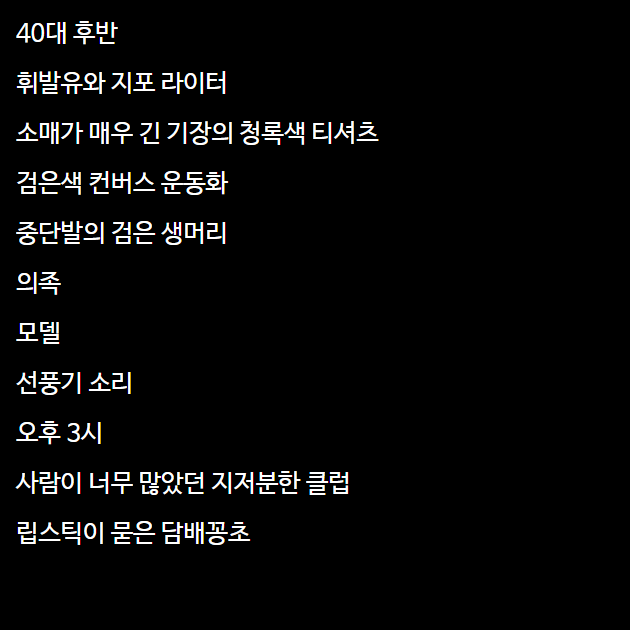 40대 후반
휘발유와 지포 라이터
소매가 매우 긴 기장의 청록색 티셔츠
검은색 컨버스 운동화
중단발의 검은 생머리
의족
모델
선풍기 소리
오후 3시
사람이 너무 많았던 지저분한 클럽
립스틱이 묻은 담배꽁초